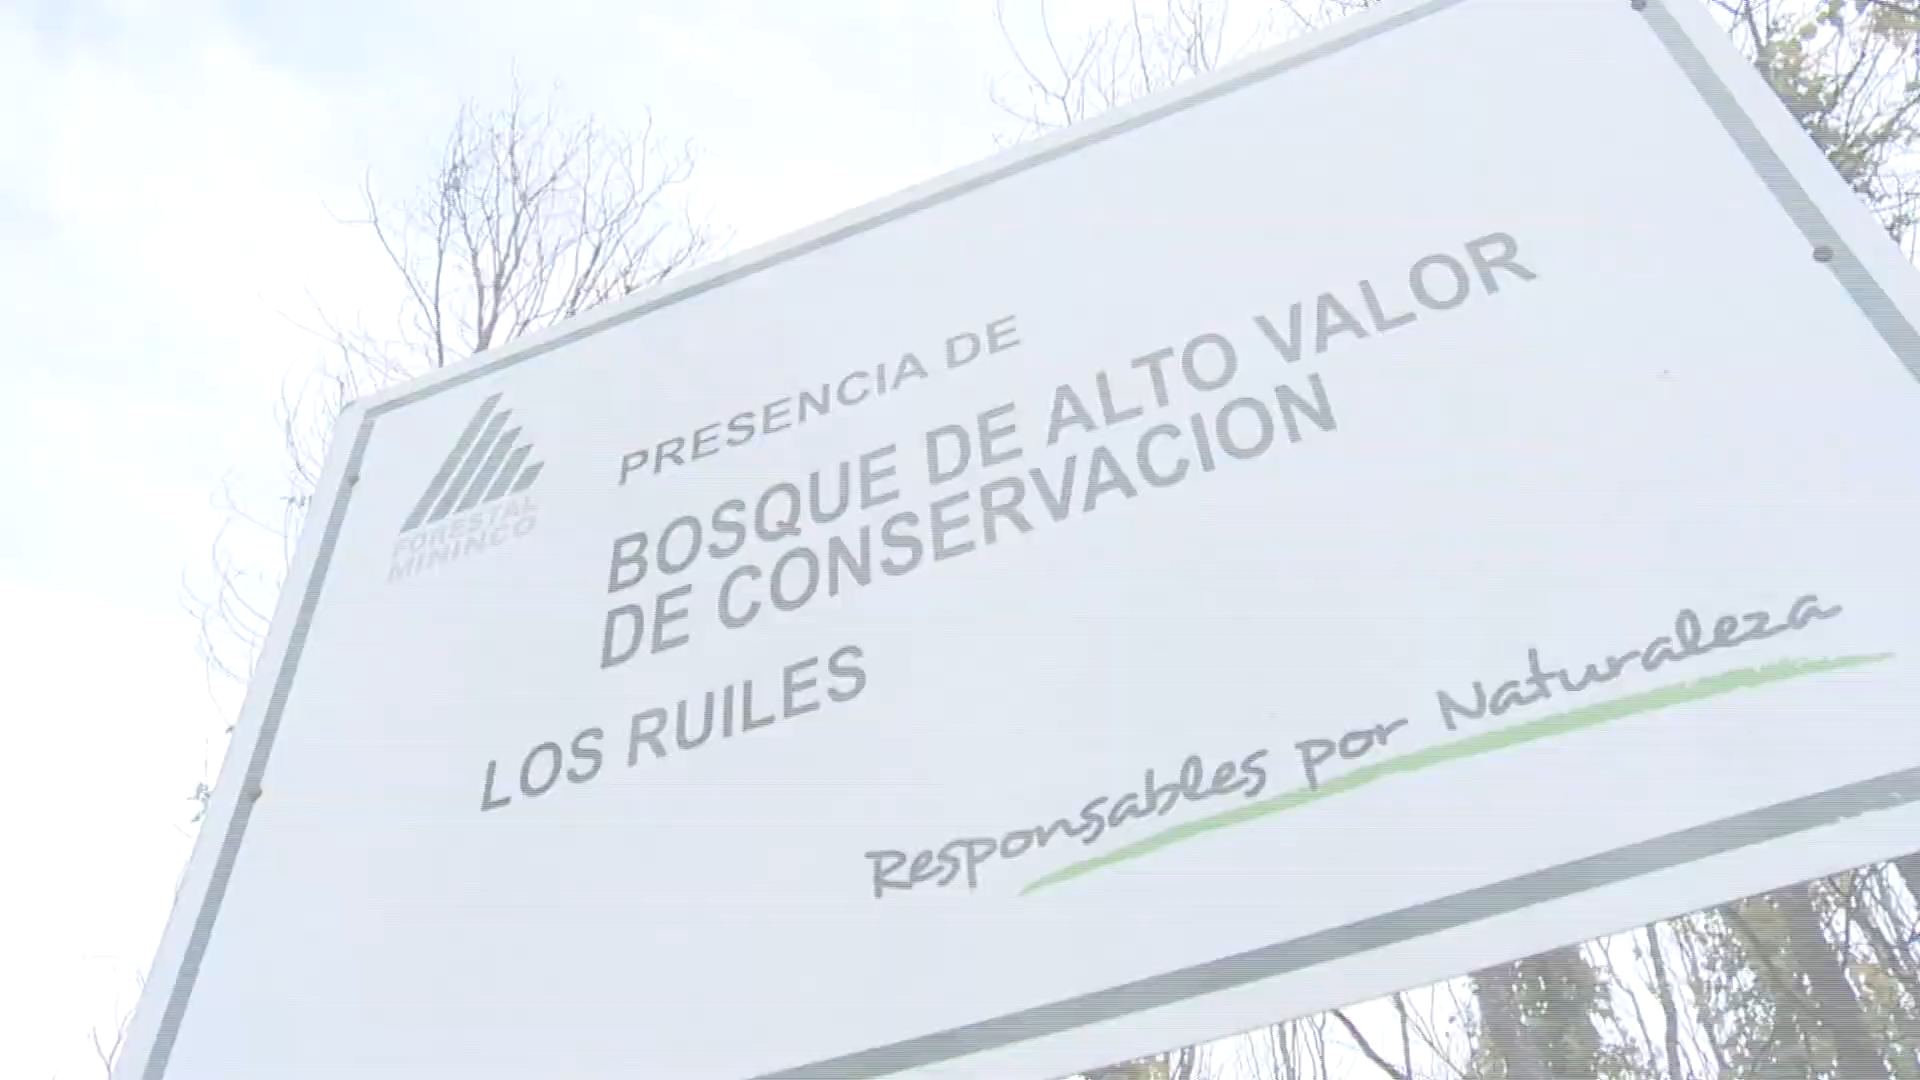 FORESTAL
MININCO
PRESENCIA DE
BOSQUE DE ALTO VALOR
DE CONSERVACION
LOS RUILES
Responsables por Naturaleza